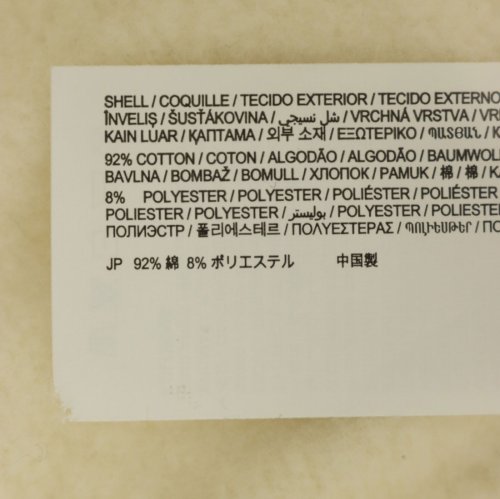 SHELL / COQUILLE / TECIDO EXTERIOR / TECIDO EXTERNO
ÎNVELIȘ / ŠUSŤÁKOVINA / شل نسيجي / VRCHNÁ VRSTVA /
KAIN LUAR / ҚАПТАМА / 외부 소재 / ΕΞΩΤΕΡΙΚΟ / ՊԱՏՅԱՆ /
92% COTTON / COTON / ALGODÃO / ALGODÃO / BAUMWOL
BAVLNA / BOMBAŽ / BOMULL / ХЛОПОК / PAMUK / 棉 / 棉 /
8% POLYESTER / POLYESTER / POLIÉSTER / POLIÉSTER
POLIESTER / POLYESTER / بوليستر / POLYESTER / POLIESTE
ПОЛИЭСТР / 폴리에스테르 / ΠΟΛΥΕΣΤΕΡΑΣ / ՊՈԼԻԵՍԹԵՐ /
JP 92% 綿 8% ポリエステル 中国製